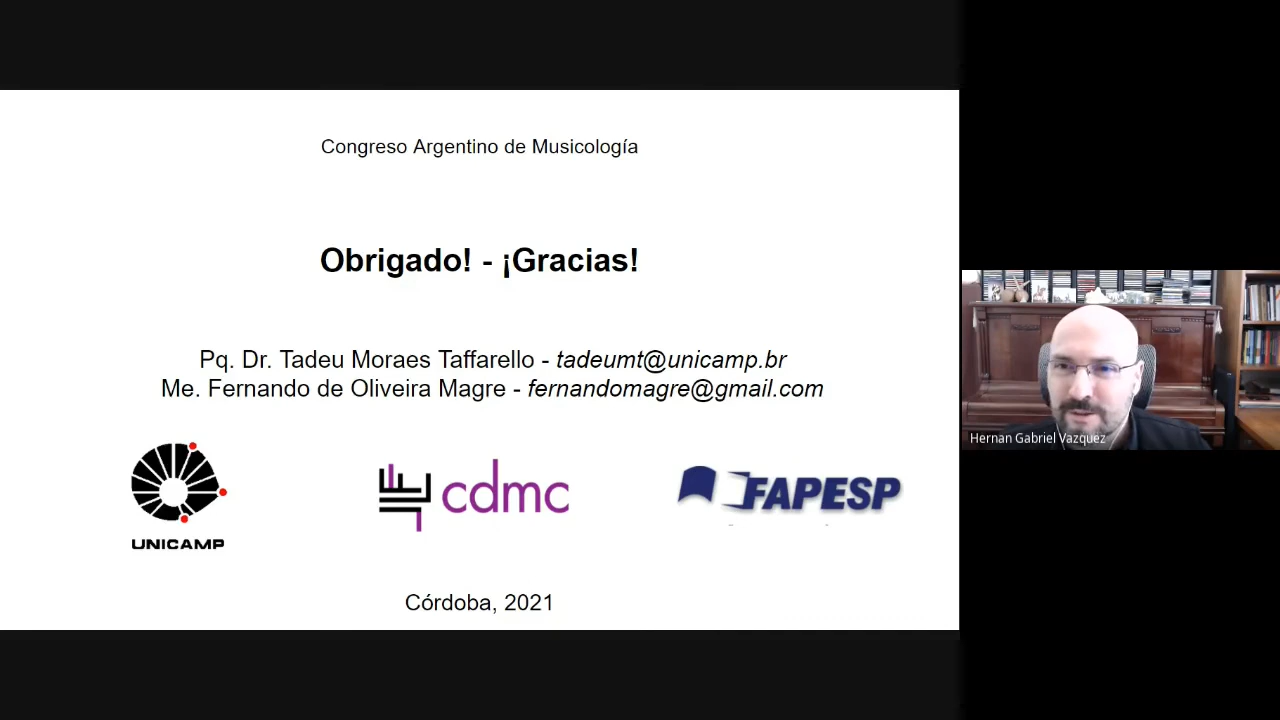 Congreso Argentino de Musicología
Obrigado! - ¡Gracias!
Pq. Dr. Tadeu Moraes Taffarello - tadeumt@unicamp.br
Me. Fernando de Oliveira Magre - fernandomagre@gmail.com
UNICAMP
cdmc
FAPESP
Córdoba, 2021
Hernan Gabriel Vazquez